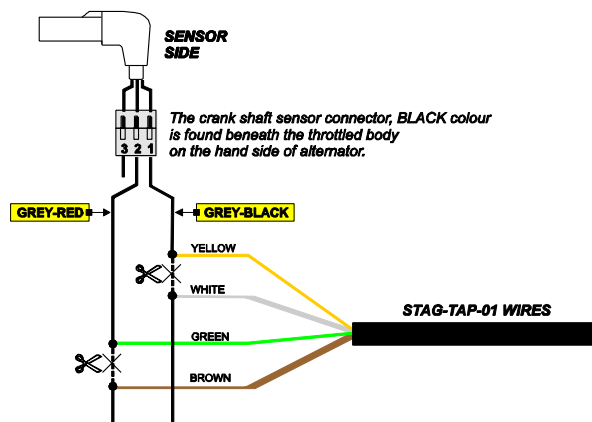 SENSOR
SIDE
The crank shaft sensor connector, BLACK colour
is found beneath the throttled body
on the hand side of alternator.
3 2 1
GREY-RED
GREY-BLACK
YELLOW
WHITE
STAG-TAP-01 WIRES
GREEN
BROWN